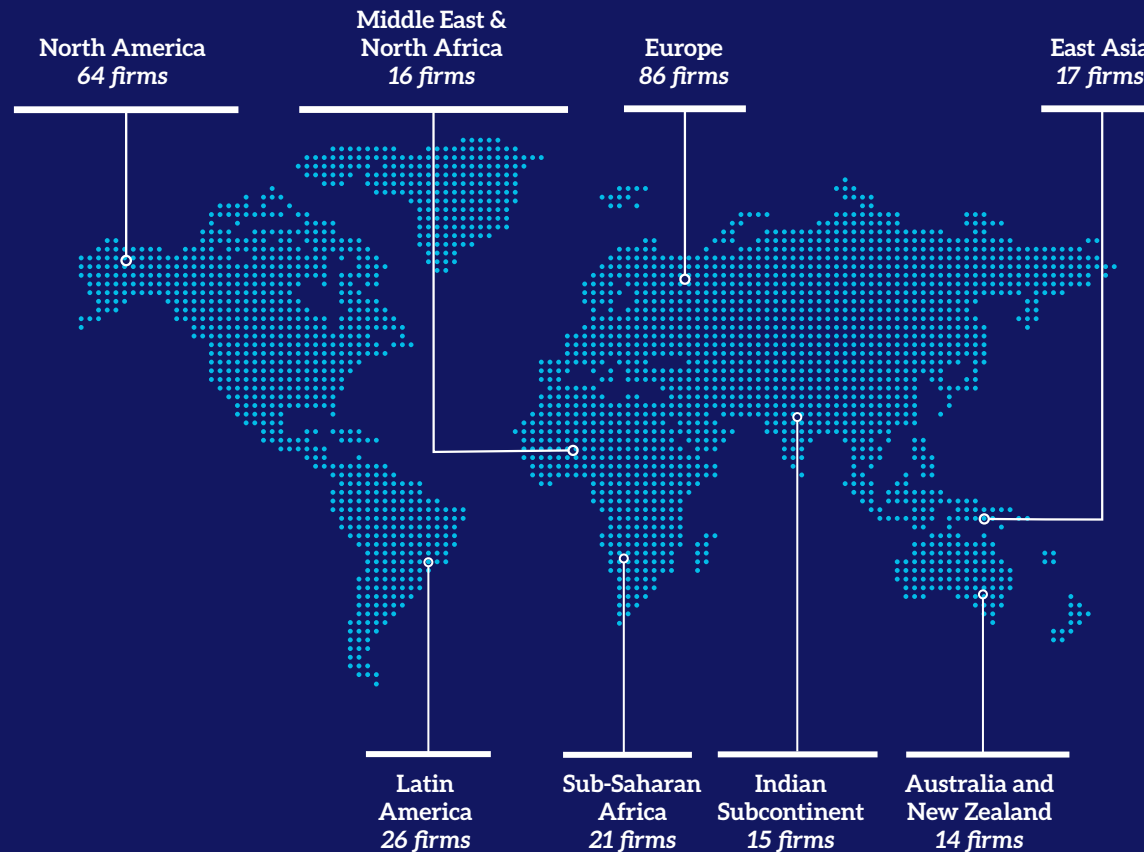 North America
64 firms
Middle East &
North Africa
16 firms
Europe
86 firms
East Asia
17 firms
Latin
America
26 firms
Sub-Saharan
Africa
21 firms
Indian
Subcontinent
15 firms
Australia and
New Zealand
14 firms